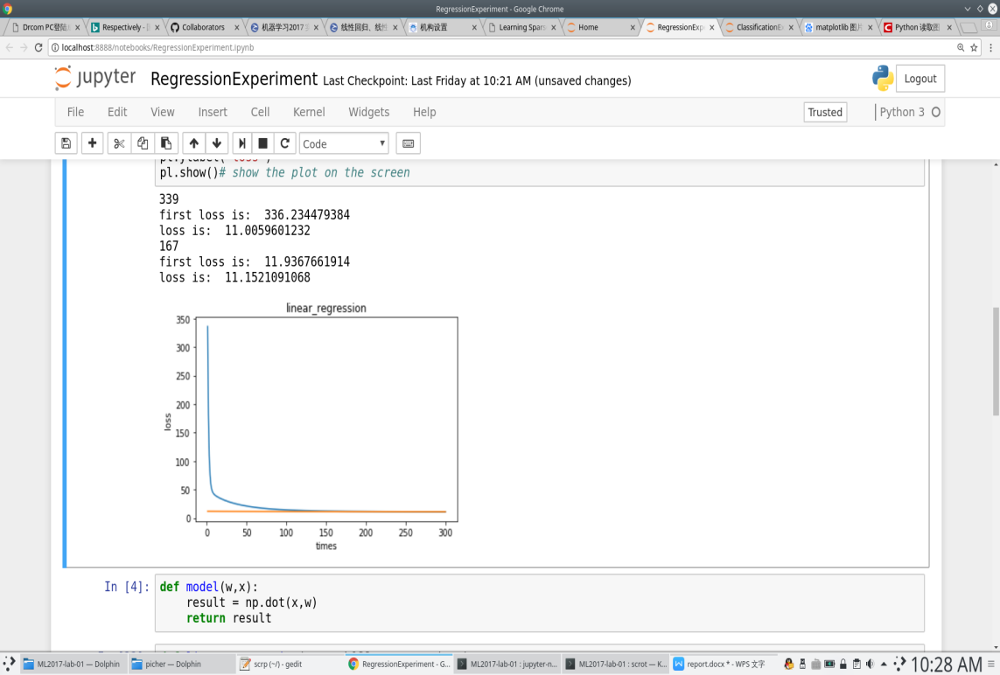 RegressionExperiment - Google Chrome
Drcom PC登陆 Respectively - Collaborators 机器学习2017 线性回归、线性 机构设置 Learning Spars Home RegressionExp ClassificationE matplotlib 图片 Python 读取图
localhost:8888/notebooks/RegressionExperiment.ipynb
jupyter RegressionExperiment Last Checkpoint: Last Friday at 10:21 AM (unsaved changes) Logout
File Edit View Insert Cell Kernel Widgets Help Trusted Python 3
Code
pl.ylabel("loss")
pl.show()# show the plot on the screen
339
first loss is:  336.234479384
loss is:  11.0059601232
167
first loss is:  11.9367661914
loss is:  11.1521091068
linear_regression
350
300
250
200
150
100
50
0
loss
0 50 100 150 200 250 300
times
In [4]: def model(w,x):
result = np.dot(x,w)
return result
ML2017-lab-01 — Dolphin picher — Dolphin scrp (~/) - gedit RegressionExperiment - G... ML2017-lab-01 : jupyter-n... ML2017-lab-01 : scrot — K... report.docx * - WPS 文字 10:28 AM